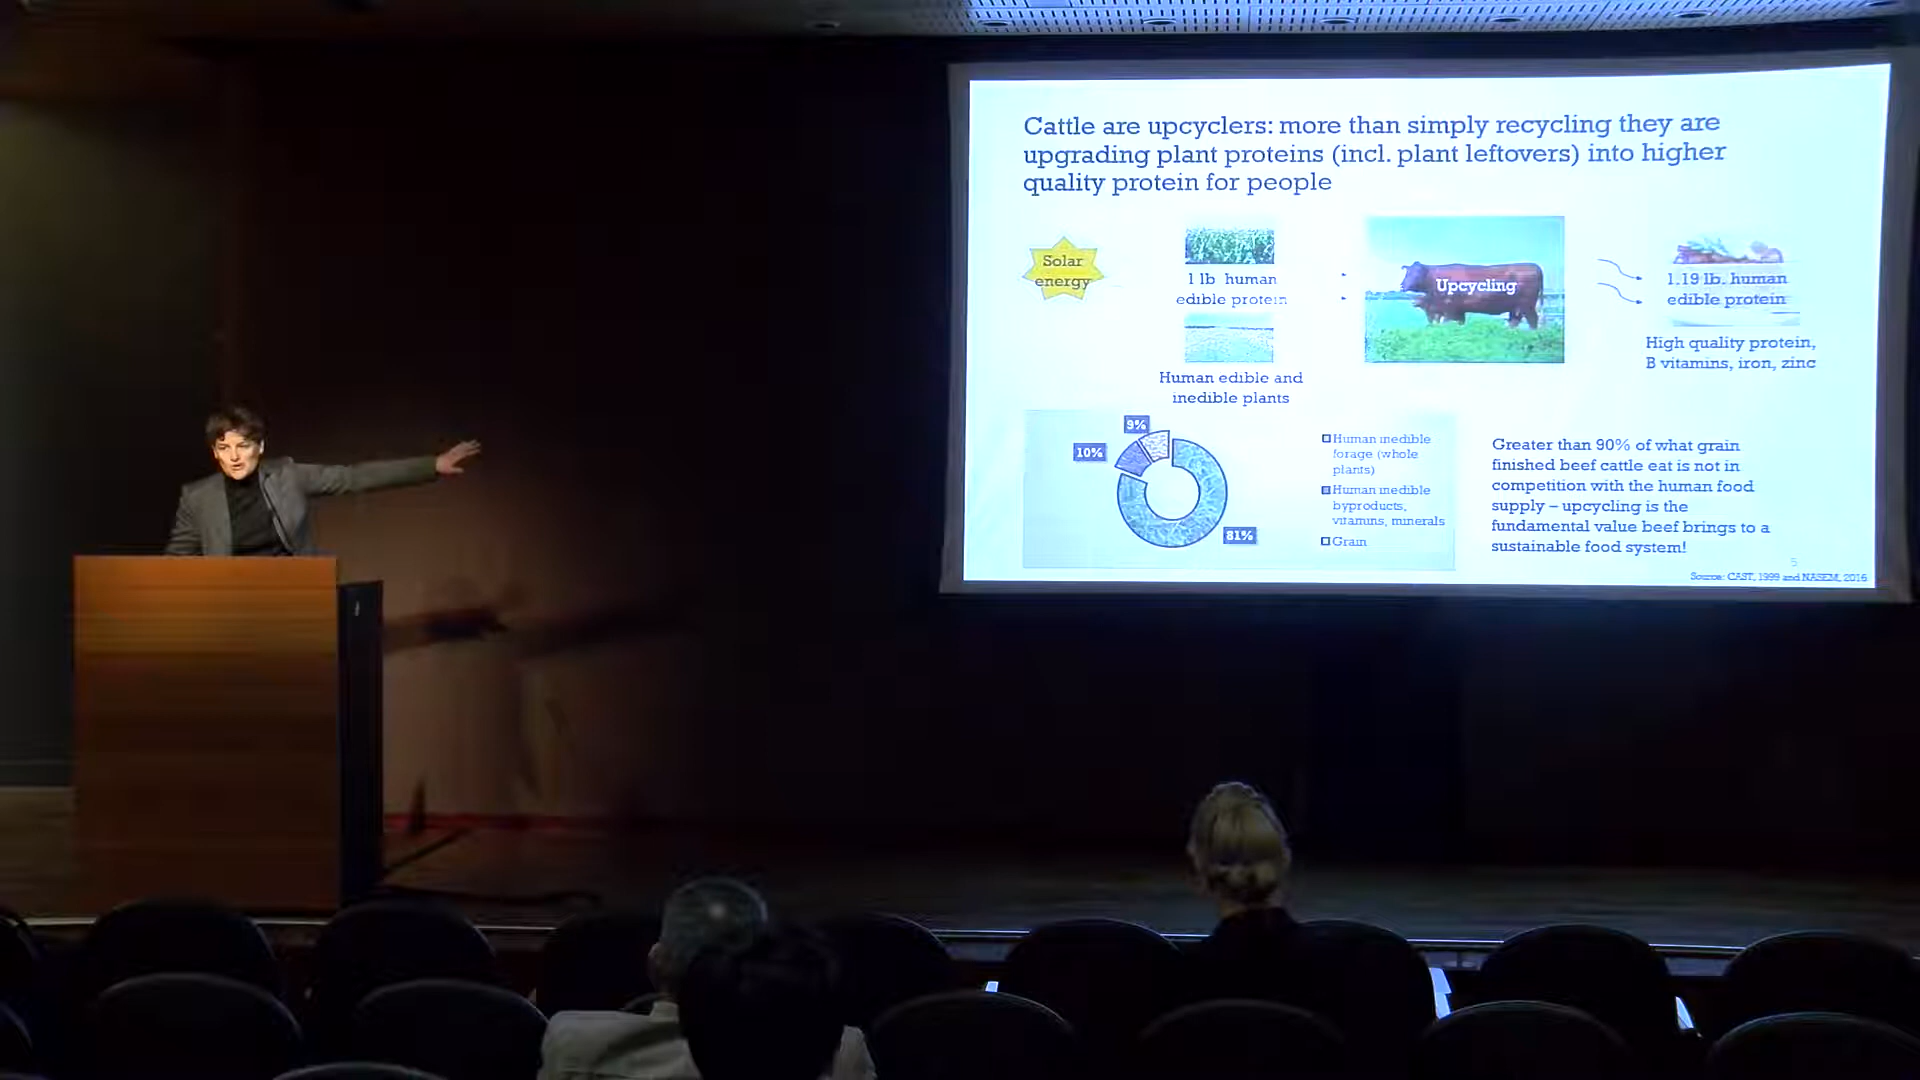 Cattle are upcyclers: more than simply recycling they are
upgrading plant proteins (incl. plant leftovers) into higher
quality protein for people
Solar
energy
1 lb human
edible protein
Human edible and
inedible plants
Upcycling
1.19 lb. human
edible protein
High quality protein,
B vitamins, iron, zinc
9%
10%
81%
Human inedible
forage (whole
plants)
Human inedible
byproducts,
vitamins, minerals
Grain
Greater than 90% of what grain
finished beef cattle eat is not in
competition with the human food
supply – upcycling is the
fundamental value beef brings to a
sustainable food system!
5
Source: CAST, 1999 and NASEM, 2016